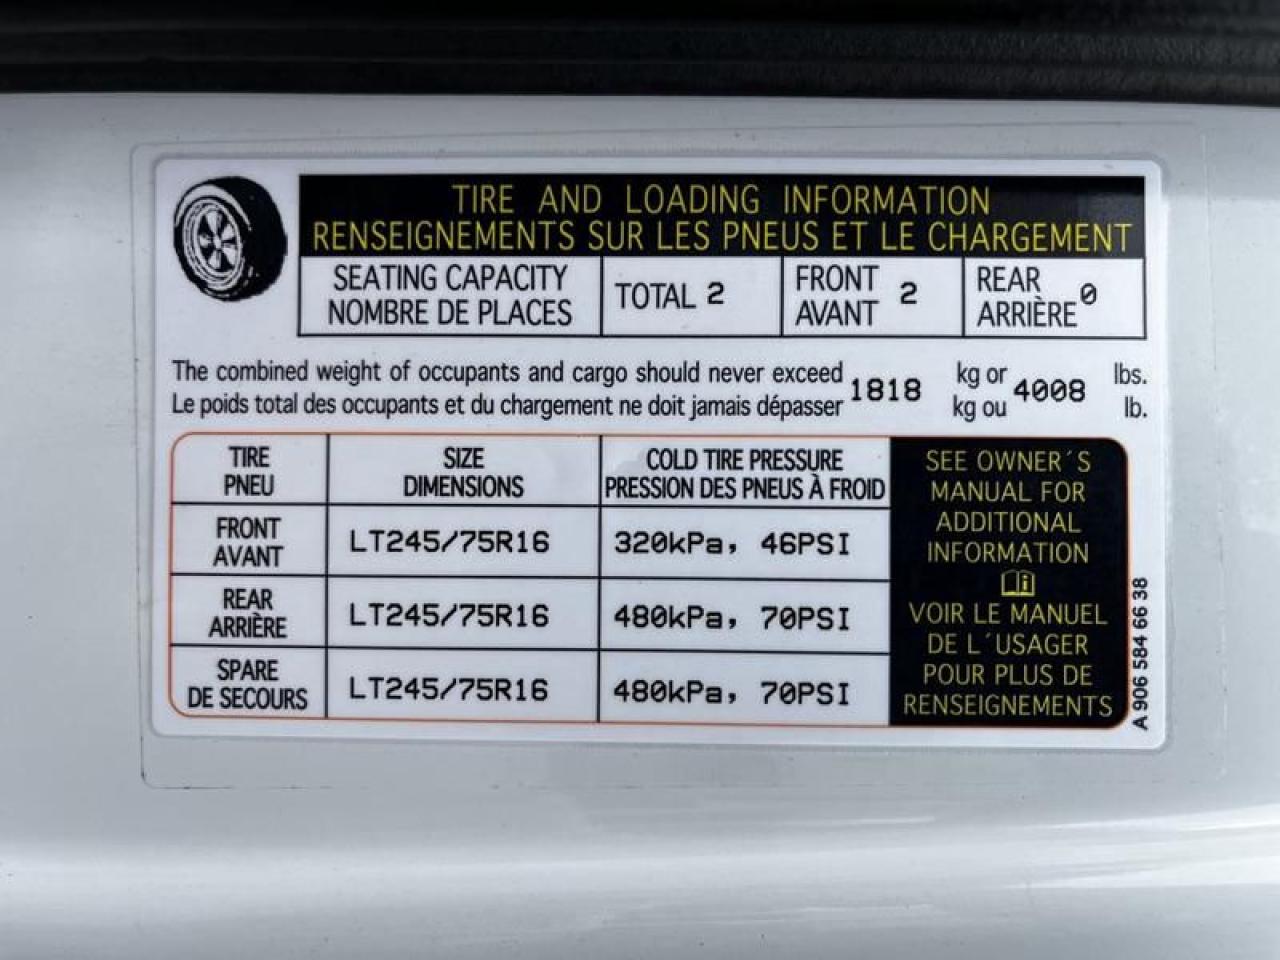 TIRE AND LOADING INFORMATION
RENSEIGNEMENTS SUR LES PNEUS ET LE CHARGEMENT
SEATING CAPACITY
NOMBRE DE PLACES
TOTAL 2
FRONT
AVANT 2
REAR
ARRIÈRE 0
The combined weight of occupants and cargo should never exceed
Le poids total des occupants et du chargement ne doit jamais dépasser
1818
kg or
kg ou
4008
lbs.
lb.
TIRE
PNEU
SIZE
DIMENSIONS
COLD TIRE PRESSURE
PRESSION DES PNEUS À FROID
FRONT
AVANT
LT245/75R16
320kPa, 46PSI
REAR
ARRIÈRE
LT245/75R16
480kPa, 70PSI
SPARE
DE SECOURS
LT245/75R16
480kPa, 70PSI
SEE OWNER´S
MANUAL FOR
ADDITIONAL
INFORMATION
VOIR LE MANUEL
DE L´USAGER
POUR PLUS DE
RENSEIGNEMENTS
A 906 584 66 38